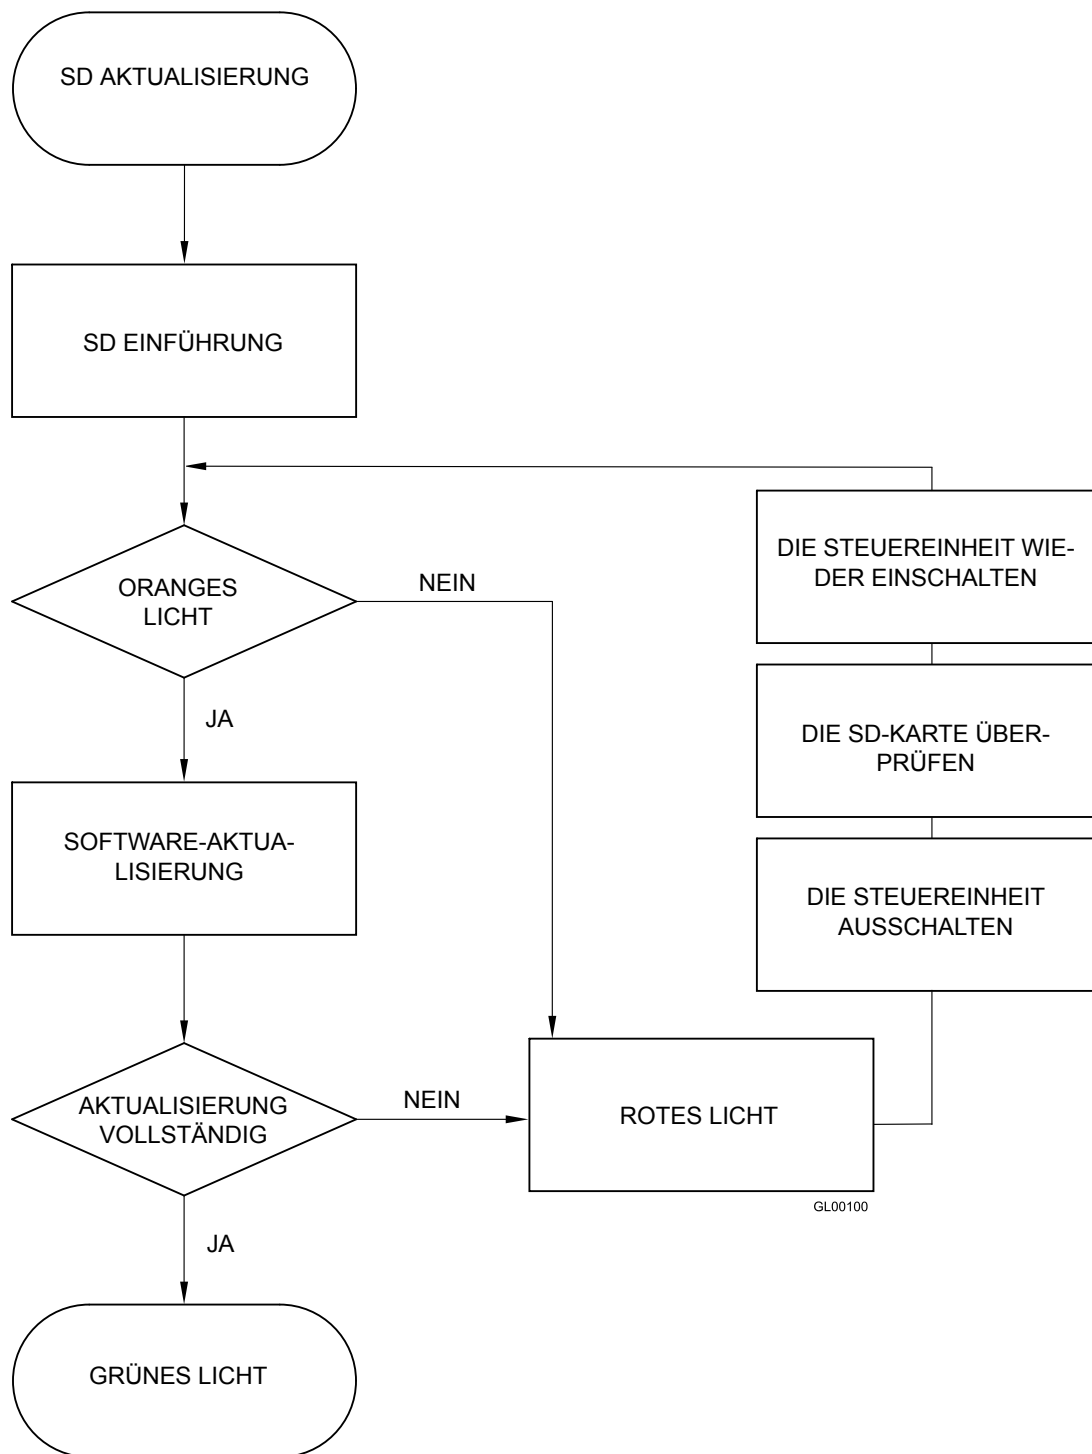 SD AKTUALISIERUNG
SD EINFÜHRUNG
ORANGES
LICHT
NEIN
JA
SOFTWARE-AKTUA-
LISIERUNG
AKTUALISIERUNG
VOLLSTÄNDIG
NEIN
JA
GRÜNES LICHT
ROTES LICHT
GL00100
DIE STEUEREINHEIT WIE-
DER EINSCHALTEN
DIE SD-KARTE ÜBER-
PRÜFEN
DIE STEUEREINHEIT
AUSSCHALTEN